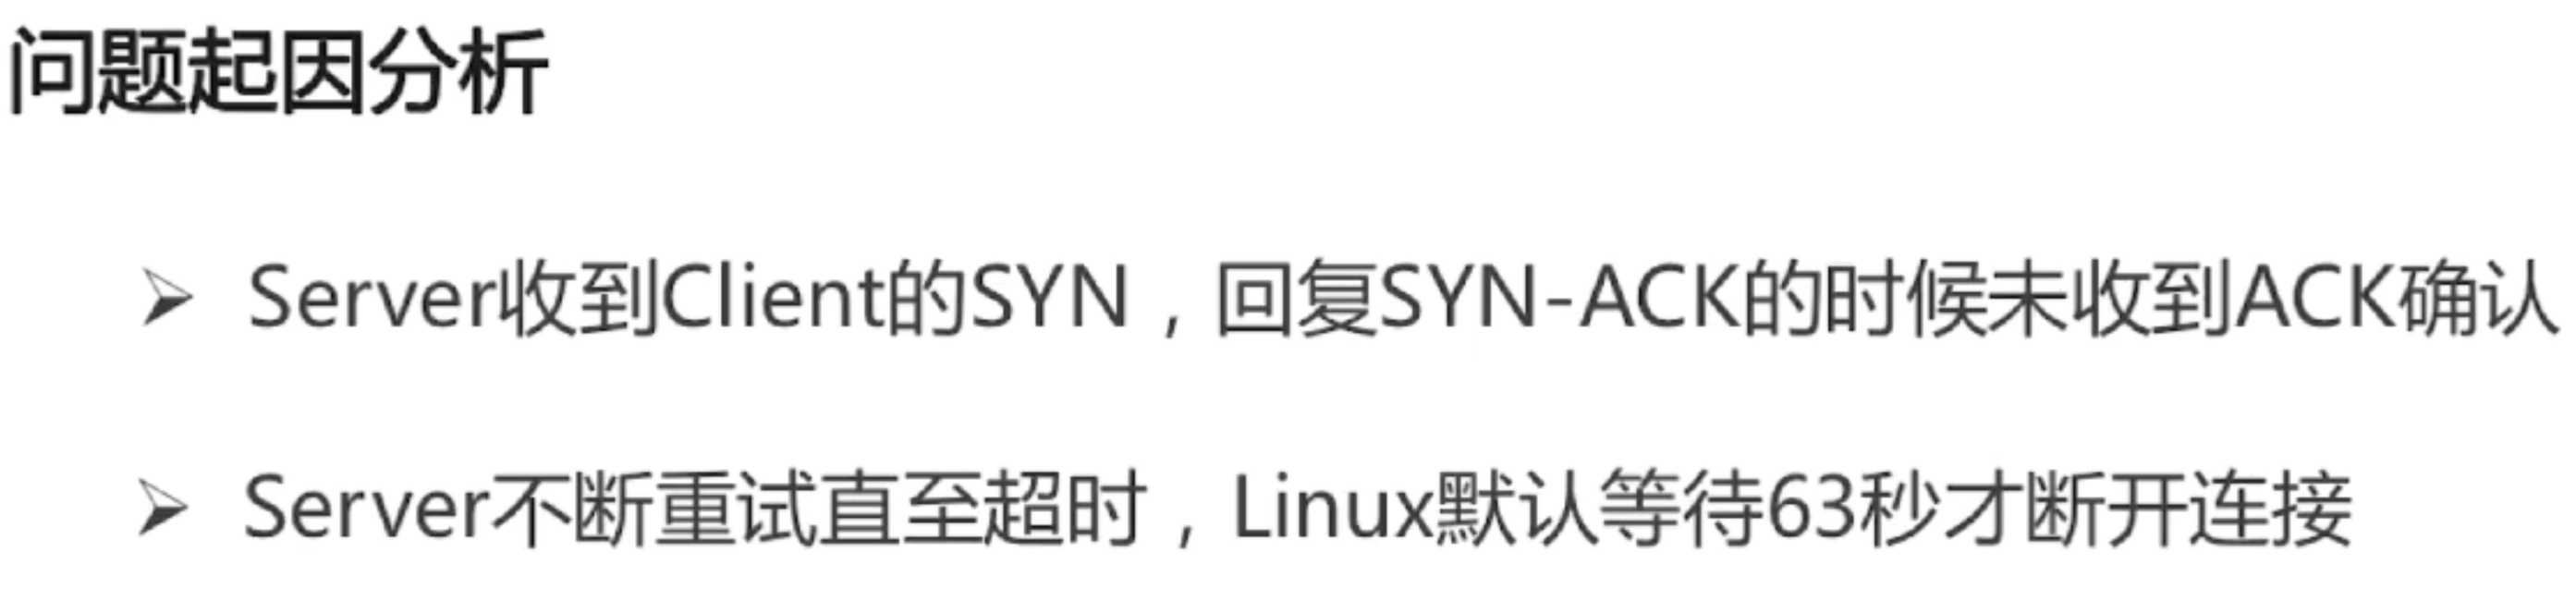 问题起因分析
➢ Server收到Client的SYN，回复SYN-ACK的时候未收到ACK确认
➢ Server不断重试直至超时，Linux默认等待63秒才断开连接